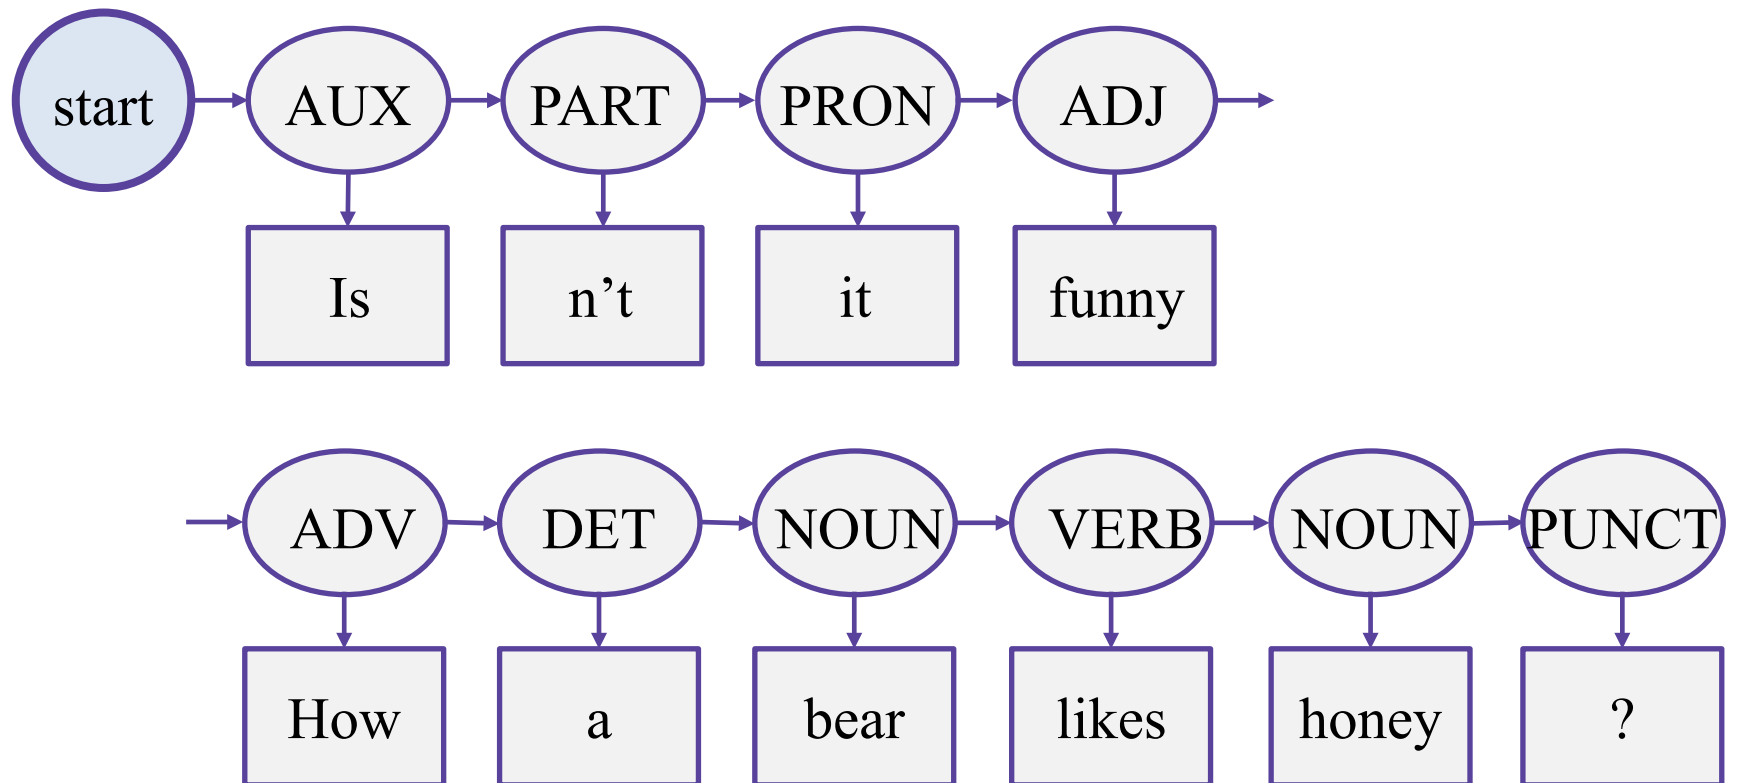 start AUX PART PRON ADJ
Is n’t it funny
ADV DET NOUN VERB NOUN PUNCT
How a bear likes honey ?